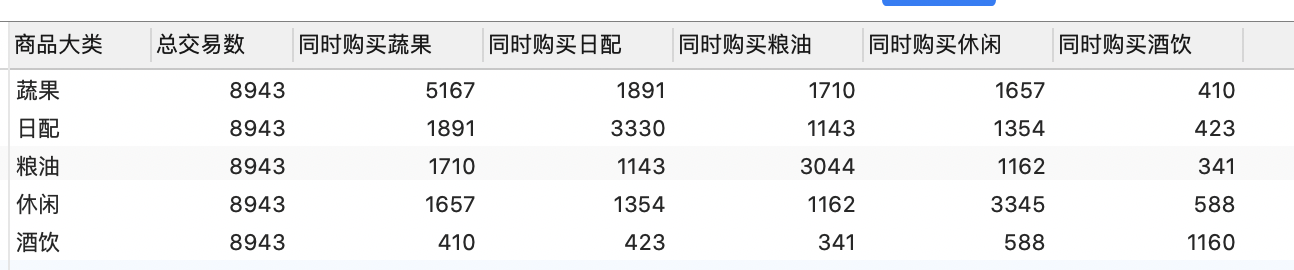 商品大类 总交易数 同时购买蔬果 同时购买日配 同时购买粮油 同时购买休闲 同时购买酒饮
蔬果 8943 5167 1891 1710 1657 410
日配 8943 1891 3330 1143 1354 423
粮油 8943 1710 1143 3044 1162 341
休闲 8943 1657 1354 1162 3345 588
酒饮 8943 410 423 341 588 1160